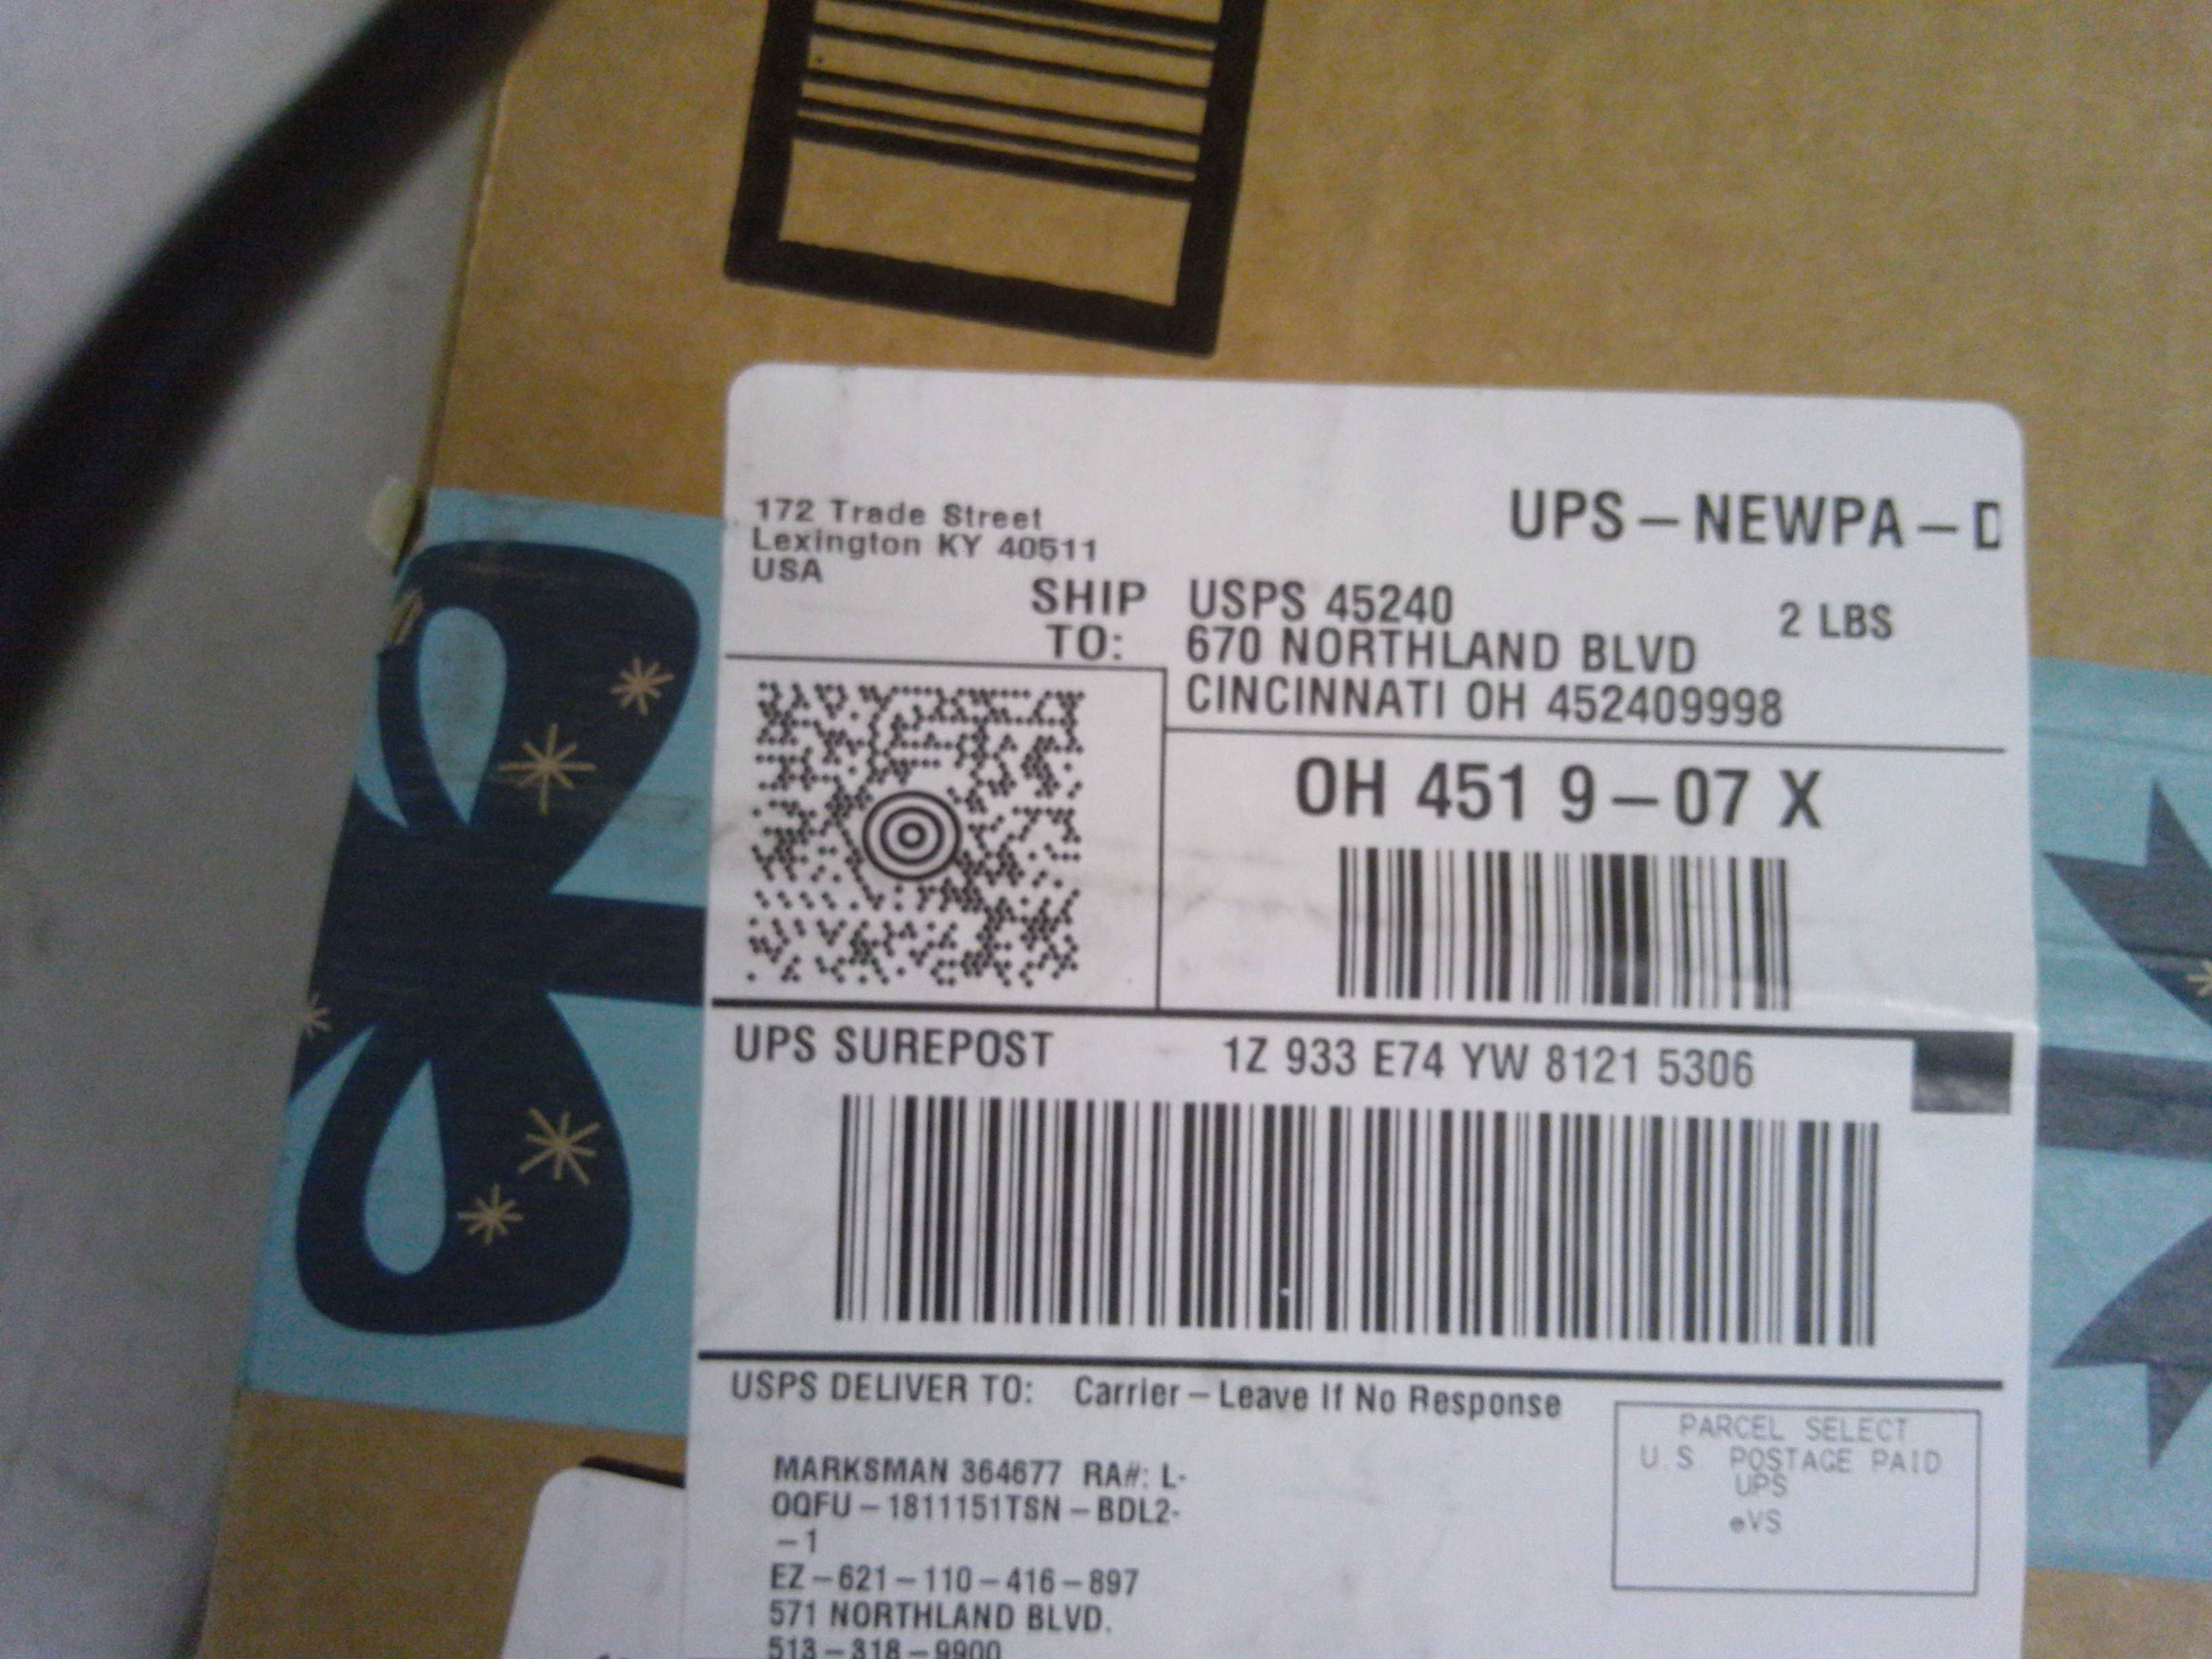 172 Trade Street
Lexington KY 40511
USA
UPS – NEWPA – D
SHIP TO:
USPS 45240
670 NORTHLAND BLVD
CINCINNATI OH 452409998
2 LBS
OH 451 9 – 07 X
UPS SUREPOST
1Z 933 E74 YW 8121 5306
USPS DELIVER TO: Carrier – Leave If No Response
MARKSMAN 364677 RA#: L-
OQFU – 1811151TSN – BDL2-
– 1
EZ – 621 – 110 – 416 – 897
571 NORTHLAND BLVD.
513 – 318 – 9900
PARCEL SELECT
U.S. POSTAGE PAID
UPS
eVS